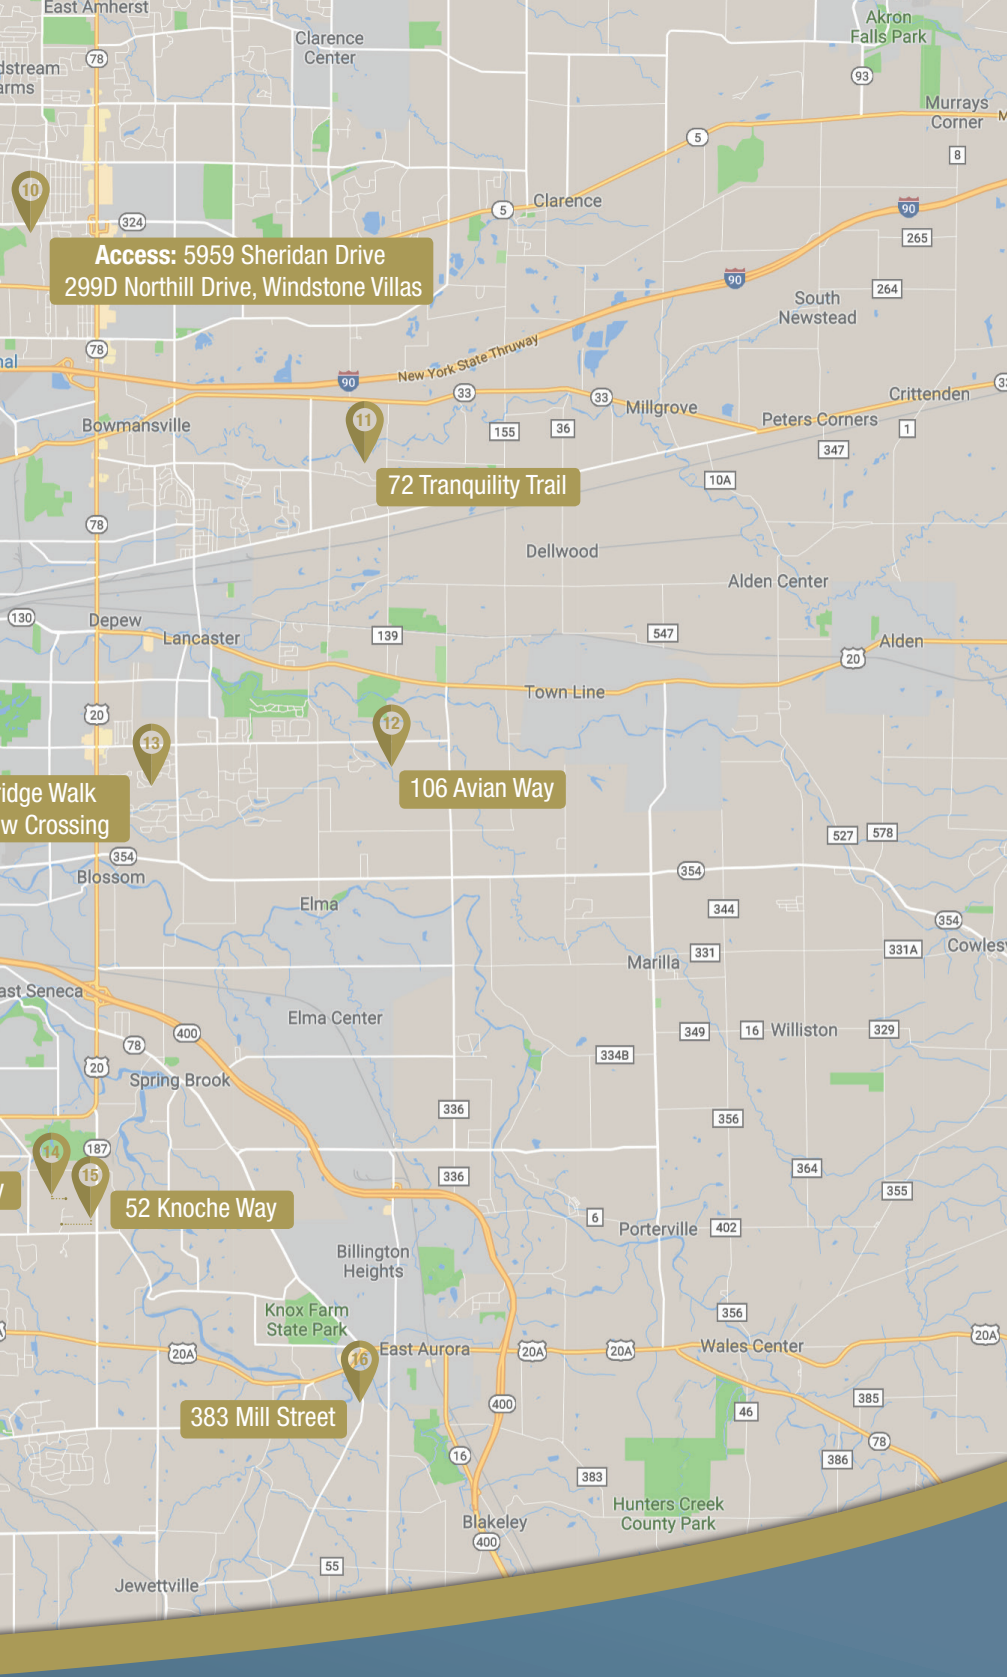 East Amherst
Clarence
Center
Akron
Falls Park
78
dstream
arms
93
Murrays
Corner
M
5
8
10
Clarence
5
324
90
265
Access: 5959 Sheridan Drive
299D Northill Drive, Windstone Villas
90
264
South
Newstead
78
New York State Thruway
nal
90
33
33
Crittenden
33
Millgrove
11
Peters Corners
Bowmansville
155
36
1
347
72 Tranquility Trail
10A
78
Dellwood
Alden Center
130
Depew
Lancaster
139
547
Alden
20
Town Line
20
12
13
106 Avian Way
ridge Walk
w Crossing
527
578
354
Blossom
354
Elma
344
354
Marilla
331
331A
Cowles
ast Seneca
Elma Center
400
349
16
Williston
329
78
334B
20
Spring Brook
336
356
14
187
15
336
364
355
y
52 Knoche Way
6
Porterville
402
Billington
Heights
Knox Farm
State Park
356
20A
East Aurora
20A
20A
Wales Center
20A
16
383 Mill Street
400
385
46
16
78
383
386
Hunters Creek
County Park
Blakeley
400
55
Jewettville